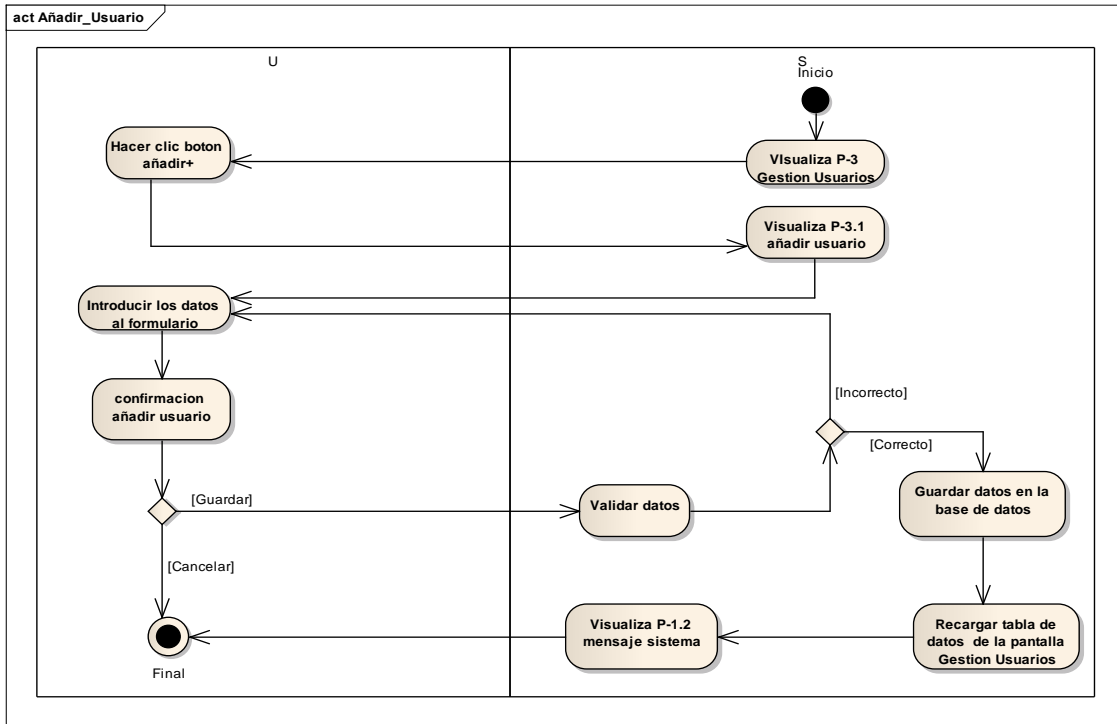 act Añadir_Usuario
U
S
Inicio
Hacer clic boton
añadir+
VIsualiza P-3
Gestion Usuarios
Visualiza P-3.1
añadir usuario
Introducir los datos
al formulario
confirmacion
añadir usuario
[Incorrecto]
[Correcto]
[Guardar]
Validar datos
Guardar datos en la
base de datos
[Cancelar]
Visualiza P-1.2
mensaje sistema
Recargar tabla de
datos de la pantalla
Gestion Usuarios
Final